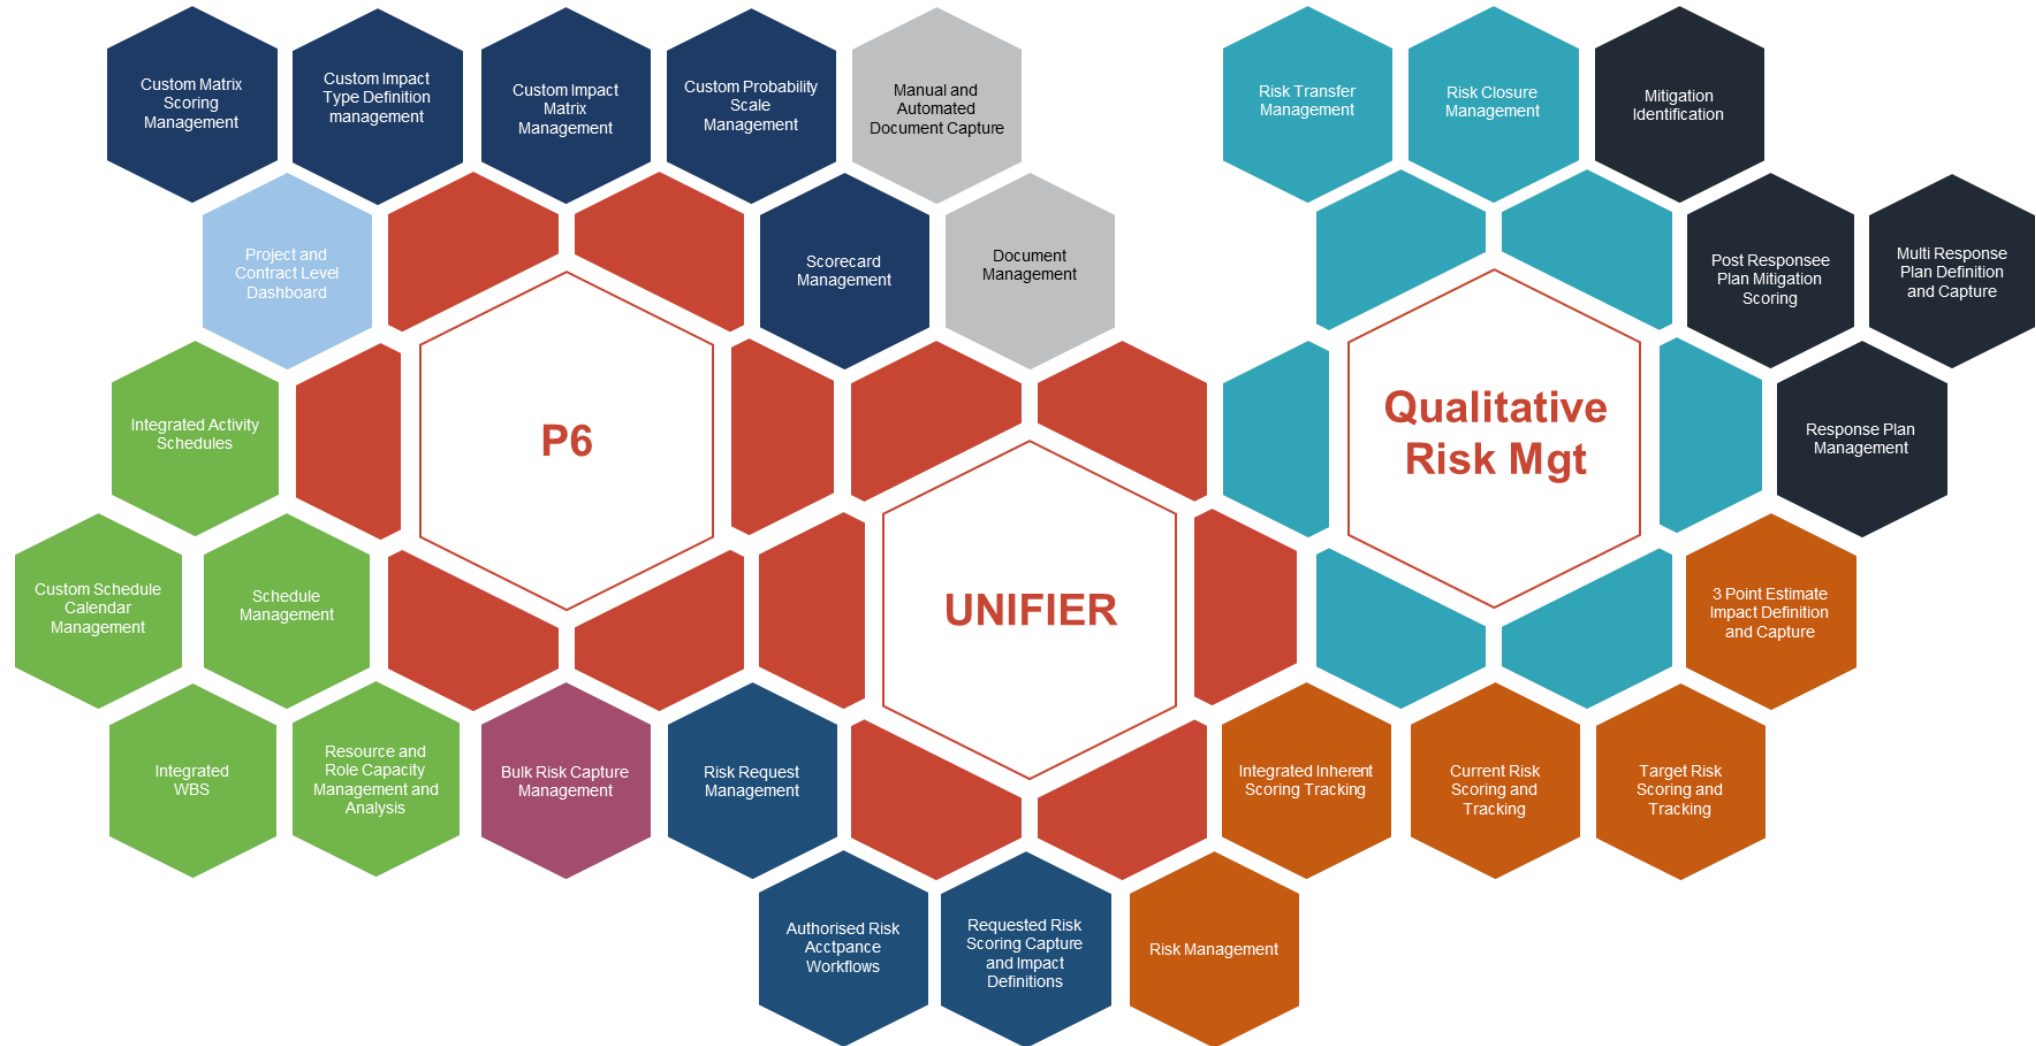 Custom Matrix
Scoring
Management
Custom Impact
Type Definition
management
Custom Impact
Matrix
Management
Custom Probability
Scale
Management
Manual and
Automated
Document Capture
Risk Transfer
Management
Risk Closure
Management
Mitigation
Identification
Project and
Contract Level
Dashboard
Scorecard
Management
Document
Management
Post Responsee
Plan Mitigation
Scoring
Multi Response
Plan Definition
and Capture
Integrated Activity
Schedules
P6
Qualitative
Risk Mgt
Response Plan
Management
Custom Schedule
Calendar
Management
Schedule
Management
UNIFIER
3 Point Estimate
Impact Definition
and Capture
Integrated
WBS
Resource and
Role Capacity
Management and
Analysis
Bulk Risk Capture
Management
Risk Request
Management
Integrated Inherent
Scoring Tracking
Current Risk
Scoring and
Tracking
Target Risk
Scoring and
Tracking
Authorised Risk
Acctpance
Workflows
Requested Risk
Scoring Capture
and Impact
Definitions
Risk Management